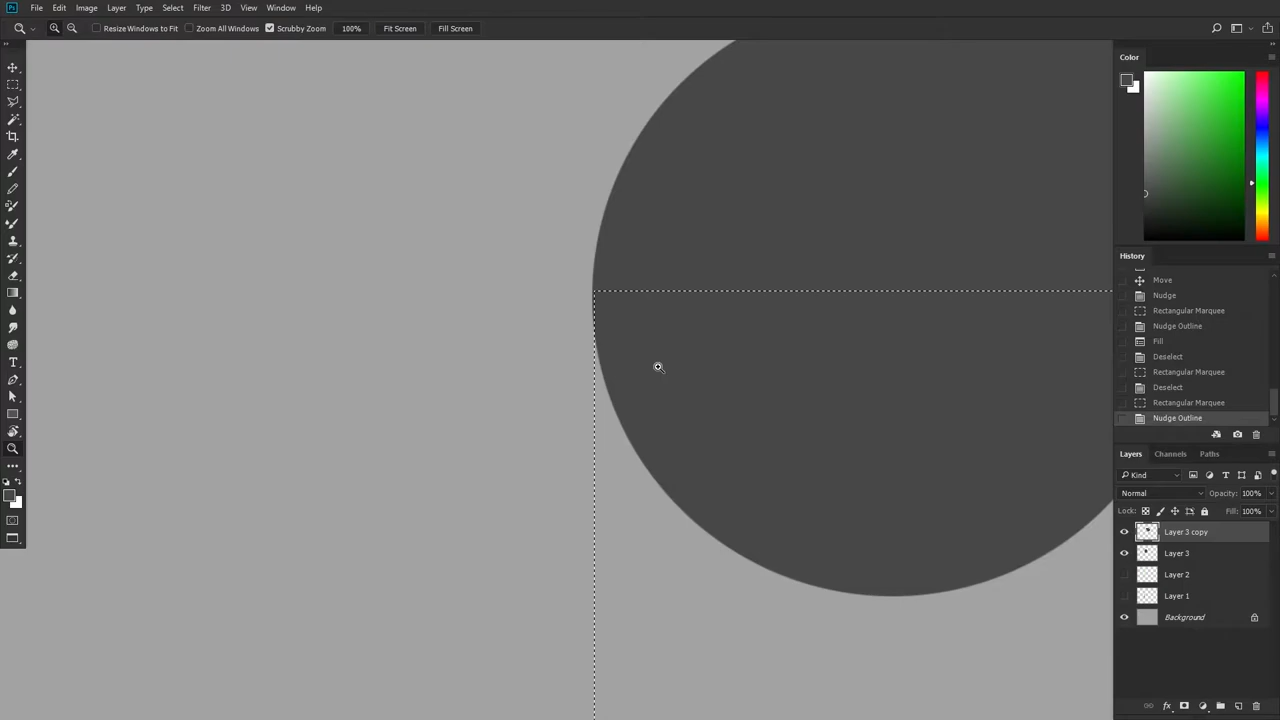 Ps File Edit Image Layer Type Select Filter 3D View Window Help
Resize Windows to Fit Zoom All Windows Scrubby Zoom 100% Fit Screen Fill Screen
Color
History
Move
Nudge
Rectangular Marquee
Nudge Outline
Fill
Deselect
Rectangular Marquee
Deselect
Rectangular Marquee
Nudge Outline
Layers Channels Paths
Kind
Normal Opacity: 100%
Lock: Fill: 100%
Layer 3 copy
Layer 3
Layer 2
Layer 1
Background
fx